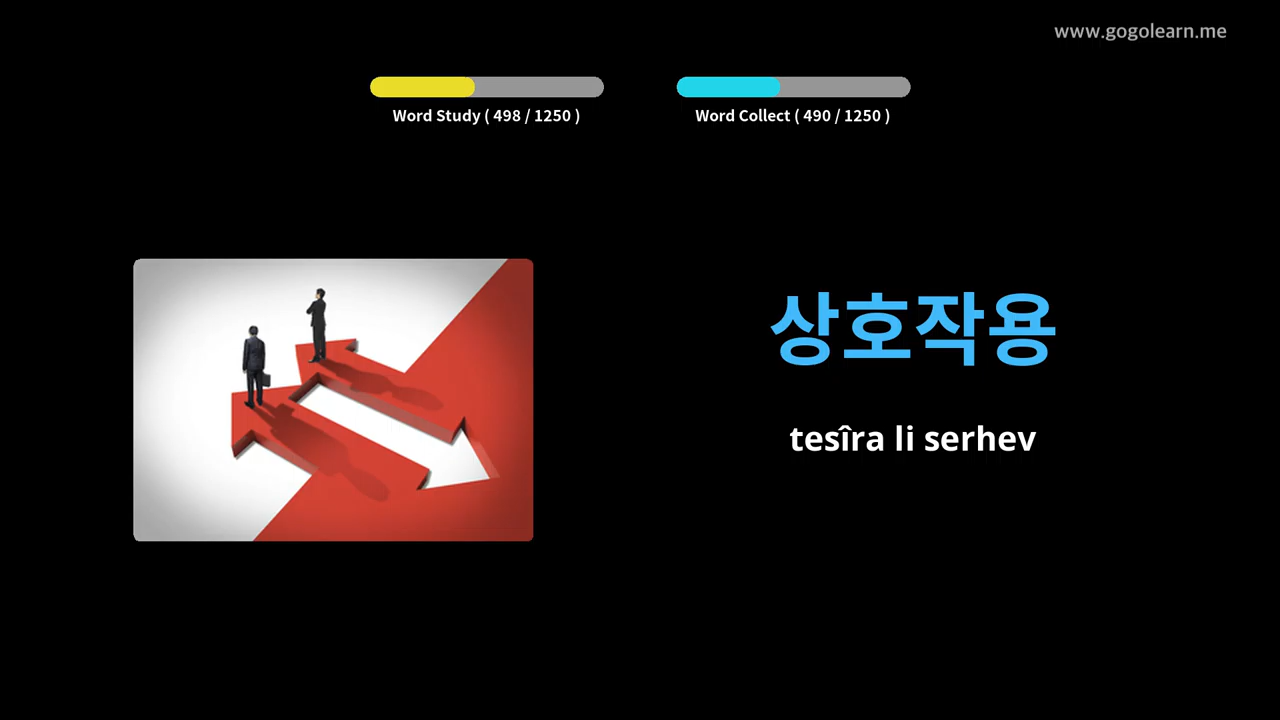 www.gogolearn.me
Word Study ( 498 / 1250 )
Word Collect ( 490 / 1250 )
상호작용
tesîra li serhev